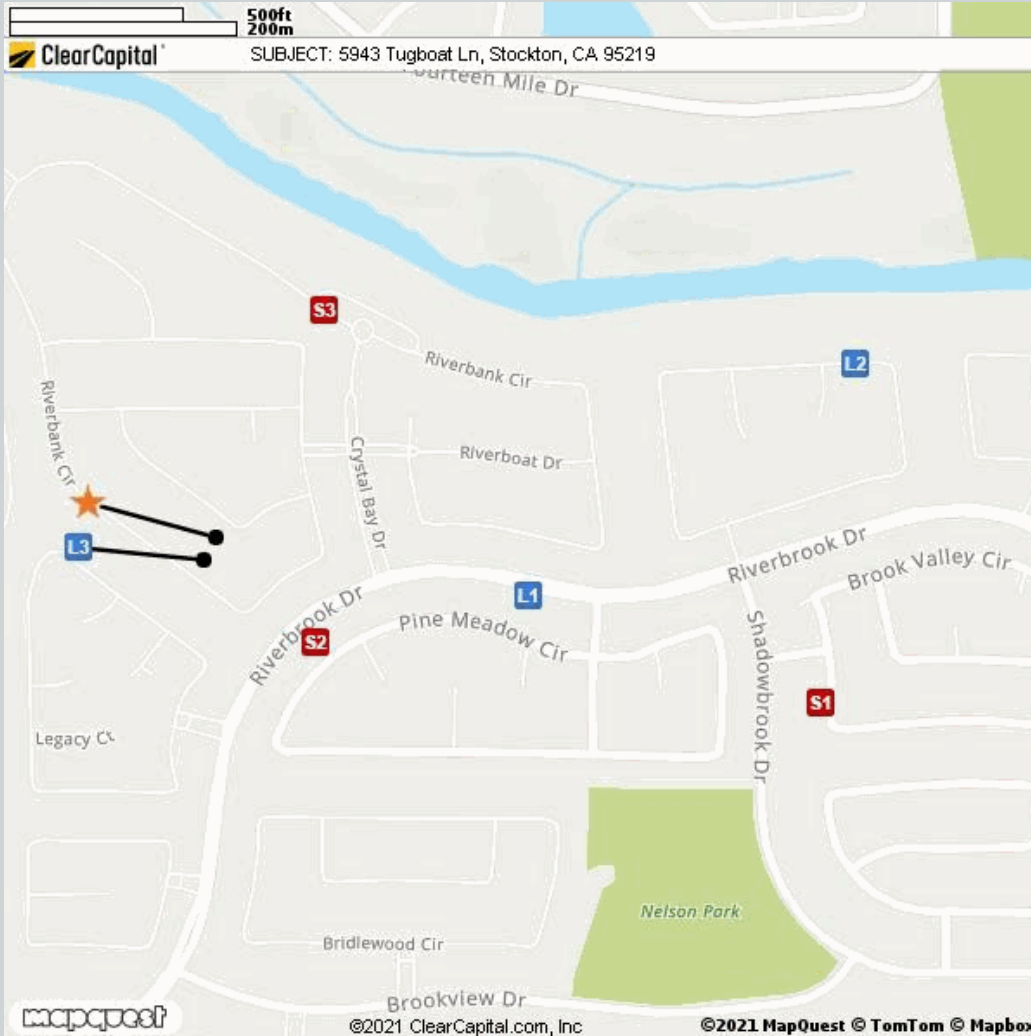 500ft
200m
ClearCapital
SUBJECT: 5943 Tugboat Ln, Stockton, CA 95219
Fourteen Mile Dr
S3
Riverbank Cir
L2
Riverbank Cir
Crystal Bay Dr
Riverboat Dr
L3
Riverbrook Dr
Brook Valley Cir
L1
Riverbrook Dr
S2
Pine Meadow Cir
Shadowbrook Dr
S1
Legacy Ct
Nelson Park
Bridlewood Cir
Brookview Dr
mapquest
©2021 ClearCapital.com, Inc
©2021 MapQuest © TomTom © Mapbox